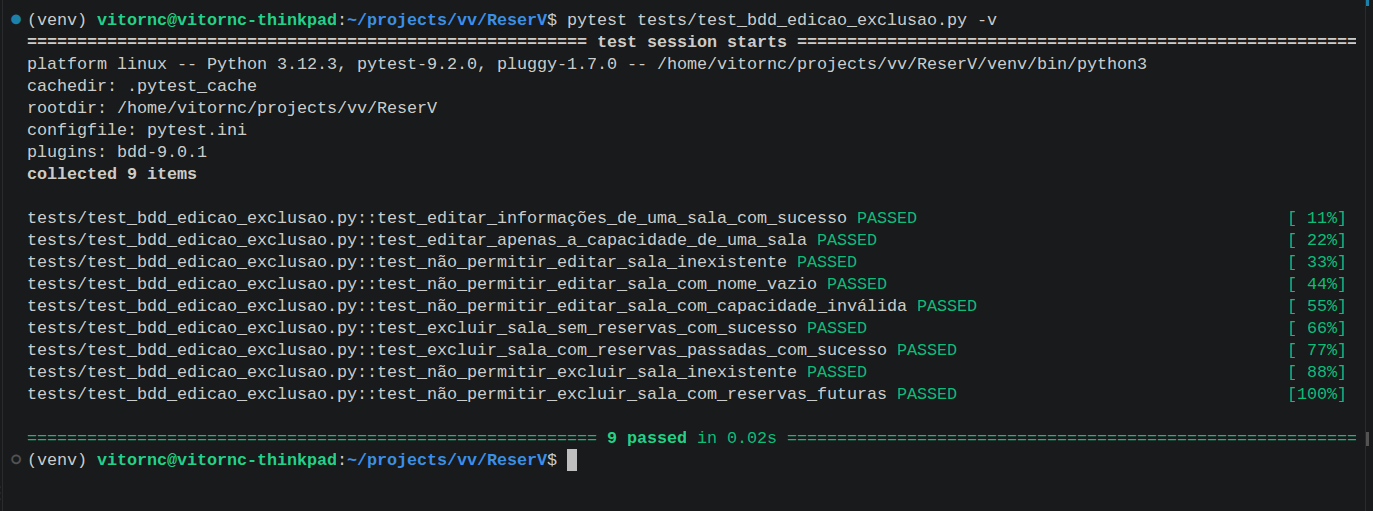 (venv) vitornc@vitornc-thinkpad:~/projects/vv/ReserV$ pytest tests/test_bdd_edicao_exclusao.py -v
======================================================== test session starts ========================================================
platform linux -- Python 3.12.3, pytest-9.2.0, pluggy-1.7.0 -- /home/vitornc/projects/vv/ReserV/venv/bin/python3
cachedir: .pytest_cache
rootdir: /home/vitornc/projects/vv/ReserV
configfile: pytest.ini
plugins: bdd-9.0.1
collected 9 items
tests/test_bdd_edicao_exclusao.py::test_editar_informações_de_uma_sala_com_sucesso PASSED [ 11%]
tests/test_bdd_edicao_exclusao.py::test_editar_apenas_a_capacidade_de_uma_sala PASSED [ 22%]
tests/test_bdd_edicao_exclusao.py::test_não_permitir_editar_sala_inexistente PASSED [ 33%]
tests/test_bdd_edicao_exclusao.py::test_não_permitir_editar_sala_com_nome_vazio PASSED [ 44%]
tests/test_bdd_edicao_exclusao.py::test_não_permitir_editar_sala_com_capacidade_inválida PASSED [ 55%]
tests/test_bdd_edicao_exclusao.py::test_excluir_sala_sem_reservas_com_sucesso PASSED [ 66%]
tests/test_bdd_edicao_exclusao.py::test_excluir_sala_com_reservas_passadas_com_sucesso PASSED [ 77%]
tests/test_bdd_edicao_exclusao.py::test_não_permitir_excluir_sala_inexistente PASSED [ 88%]
tests/test_bdd_edicao_exclusao.py::test_não_permitir_excluir_sala_com_reservas_futuras PASSED [100%]
========================================================= 9 passed in 0.02s =========================================================
(venv) vitornc@vitornc-thinkpad:~/projects/vv/ReserV$